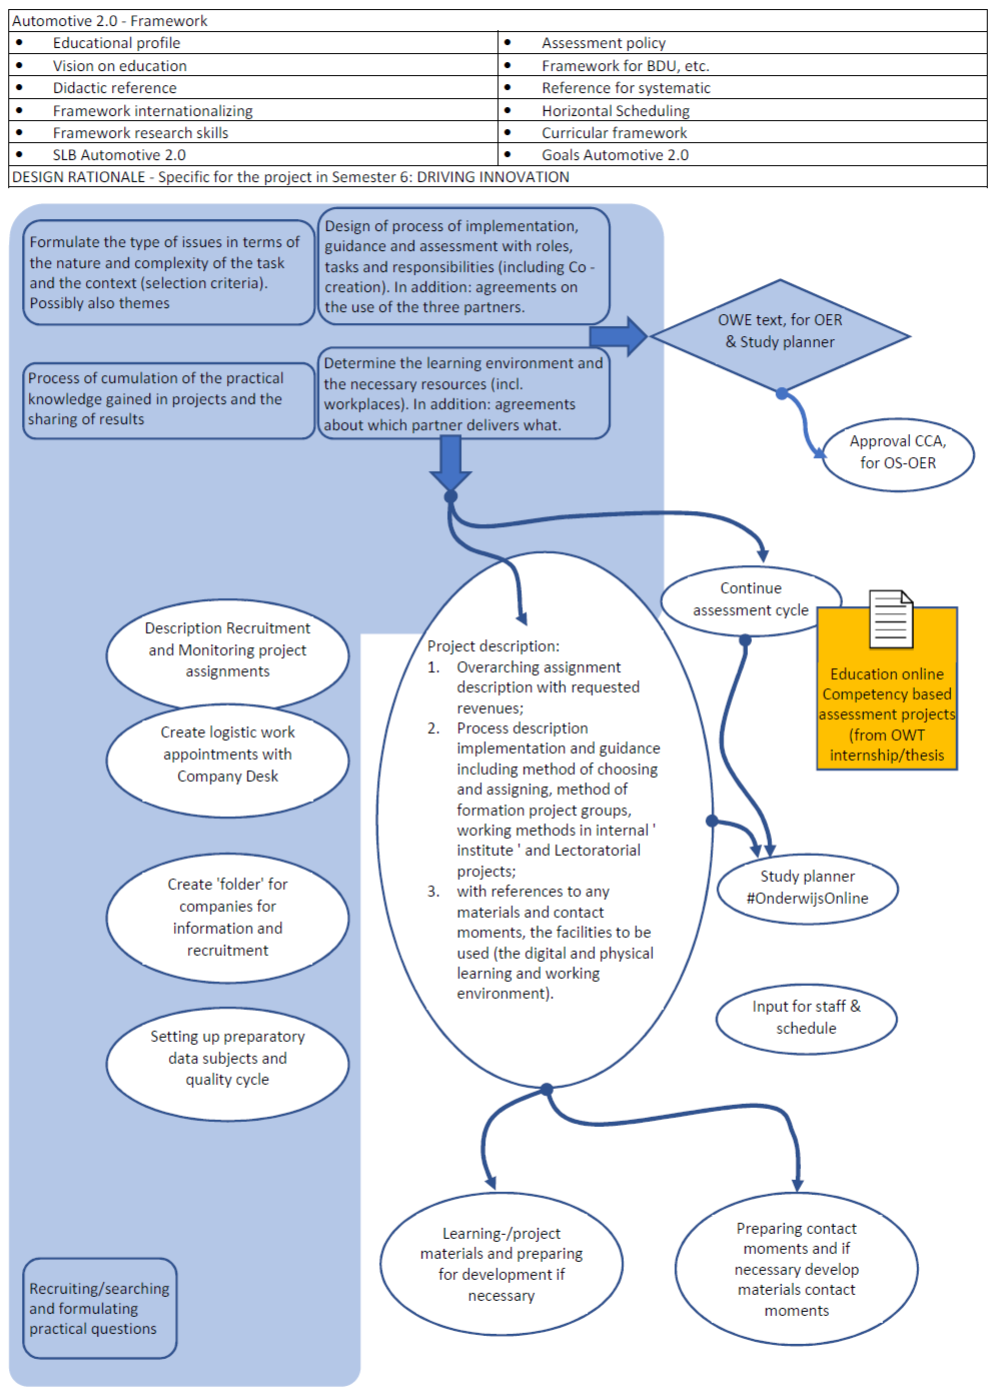 Automotive 2.0 - Framework
• Educational profile
• Assessment policy
• Vision on education
• Framework for BDU, etc.
• Didactic reference
• Reference for systematic
• Framework internationalizing
• Horizontal Scheduling
• Framework research skills
• Curricular framework
• SLB Automotive 2.0
• Goals Automotive 2.0
DESIGN RATIONALE - Specific for the project in Semester 6: DRIVING INNOVATION
Formulate the type of issues in terms of
the nature and complexity of the task
and the context (selection criteria).
Possibly also themes
Design of process of implementation,
guidance and assessment with roles,
tasks and responsibilities (including Co -
creation). In addition: agreements on
the use of the three partners.
OWE text, for OER
& Study planner
Process of cumulation of the practical
knowledge gained in projects and the
sharing of results
Determine the learning environment and
the necessary resources (incl.
workplaces). In addition: agreements
about which partner delivers what.
Approval CCA,
for OS-OER
Continue
assessment cycle
Description Recruitment
and Monitoring project
assignments
Education online
Competency based
assessment projects
(from OWT
internship/thesis
Create logistic work
appointments with
Company Desk
Project description:
1. Overarching assignment
description with requested
revenues;
2. Process description
implementation and guidance
including method of choosing
and assigning, method of
formation project groups,
working methods in internal '
institute ' and Lectoratorial
projects;
3. with references to any
materials and contact
moments, the facilities to be
used (the digital and physical
learning and working
environment).
Study planner
#OnderwijsOnline
Create 'folder' for
companies for
information and
recruitment
Input for staff &
schedule
Setting up preparatory
data subjects and
quality cycle
Learning-/project
materials and preparing
for development if
necessary
Preparing contact
moments and if
necessary develop
materials contact
moments
Recruiting/searching
and formulating
practical questions